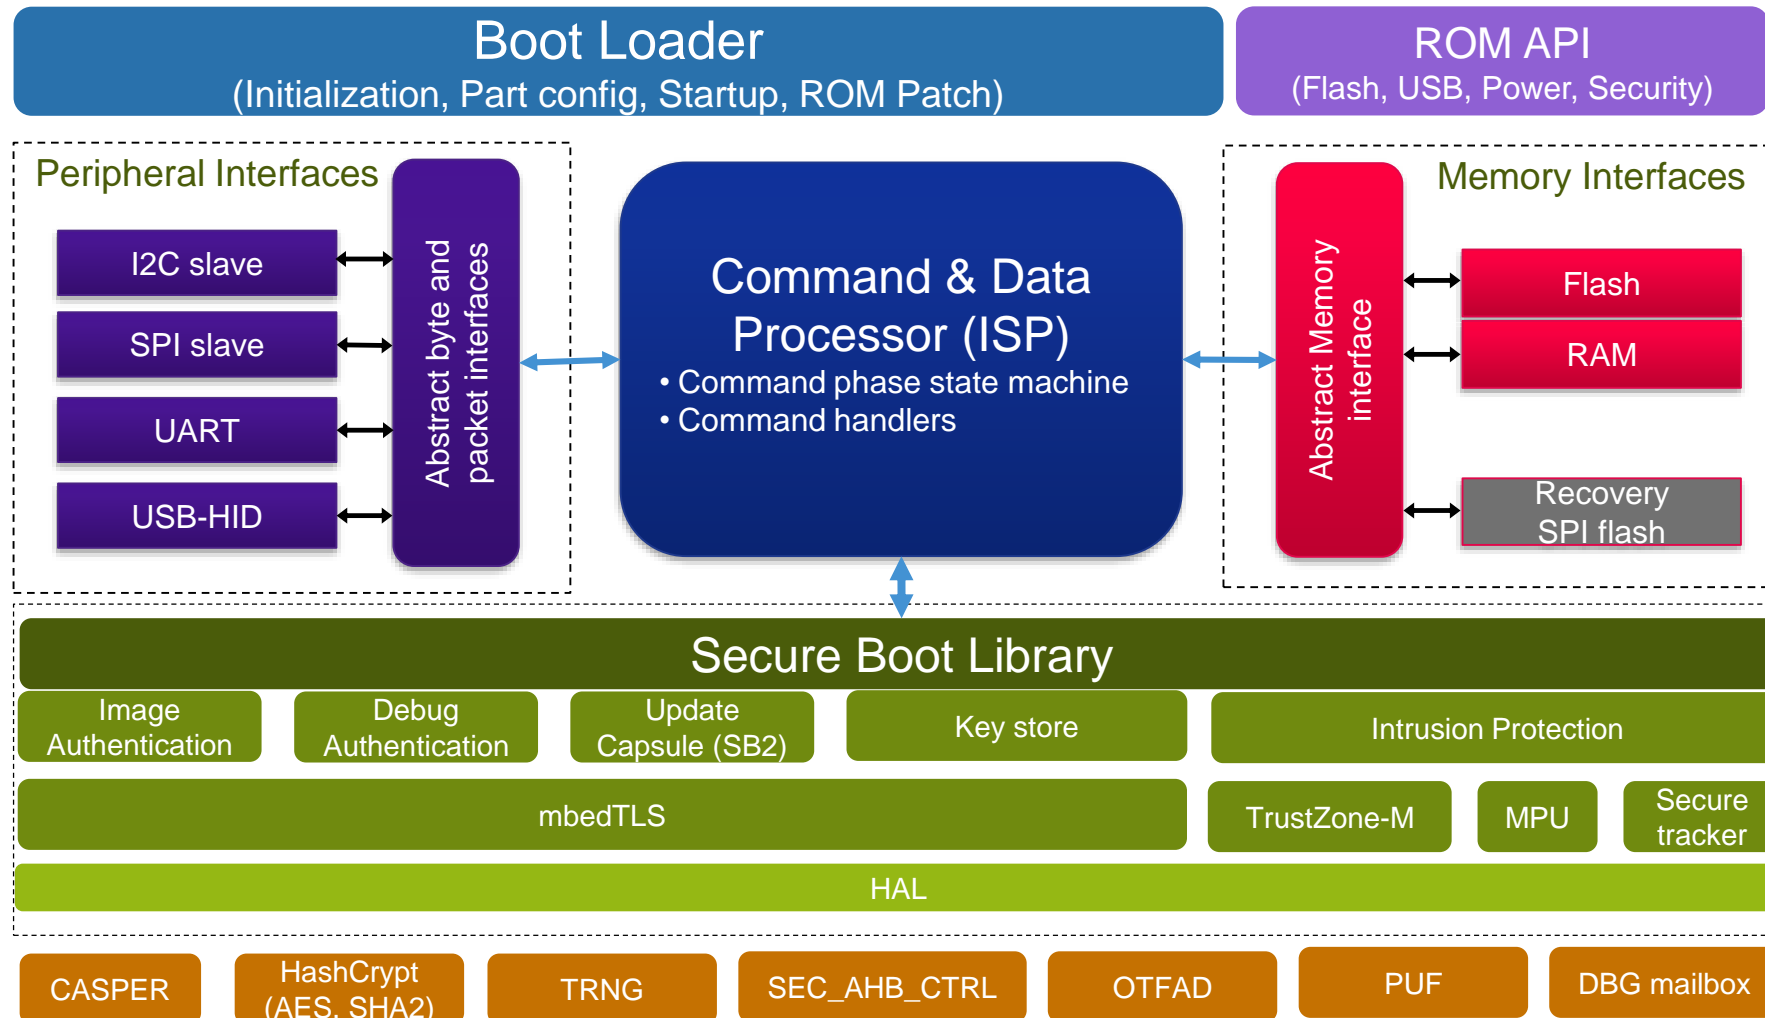 Boot Loader
(Initialization, Part config, Startup, ROM Patch)
ROM API
(Flash, USB, Power, Security)
Peripheral Interfaces
I2C slave
SPI slave
UART
USB-HID
Abstract byte and
packet interfaces
Command & Data
Processor (ISP)
• Command phase state machine
• Command handlers
Memory Interfaces
Abstract Memory
interface
Flash
RAM
Recovery
SPI flash
Secure Boot Library
Image
Authentication
Debug
Authentication
Update
Capsule (SB2)
Key store
Intrusion Protection
mbedTLS
TrustZone-M
MPU
Secure
tracker
HAL
CASPER
HashCrypt
(AES, SHA2)
TRNG
SEC_AHB_CTRL
OTFAD
PUF
DBG mailbox